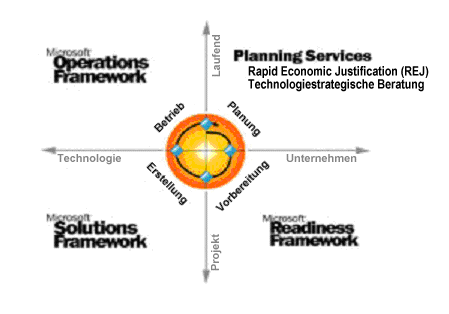 Microsoft
Operations
Framework
Laufend
Planning Services
Rapid Economic Justification (REJ)
Technologiestrategische Beratung
Betrieb
Planung
Technologie
Unternehmen
Erstellung
Vorbereitung
Microsoft
Solutions
Framework
Projekt
Microsoft
Readiness
Framework